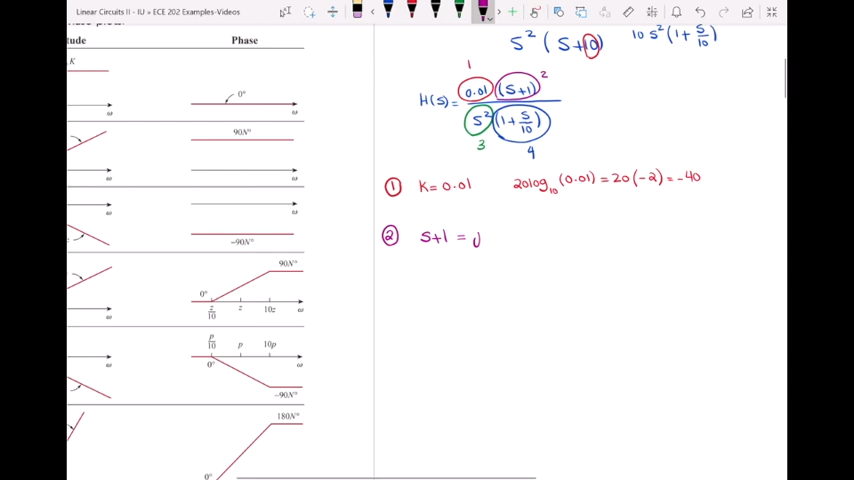 Linear Circuits II - IU » ECE 202 Examples-Videos
tude
Phase
K
0°
ω
ω
90N°
ω
ω
ω
ω
−90N°
ω
90N°
0°
z/10 z 10z
ω
ω
p/10 p 10p
ω
0°
ω
−90N°
180N°
0°
s² (s+10)
10 s² (1 + s/10)
1
2
H(s) = 0.01 (s+1) / s² (1 + s/10)
3
4
① K = 0.01 20log₁₀ (0.01) = 20 (-2) = -40
② s+1 =